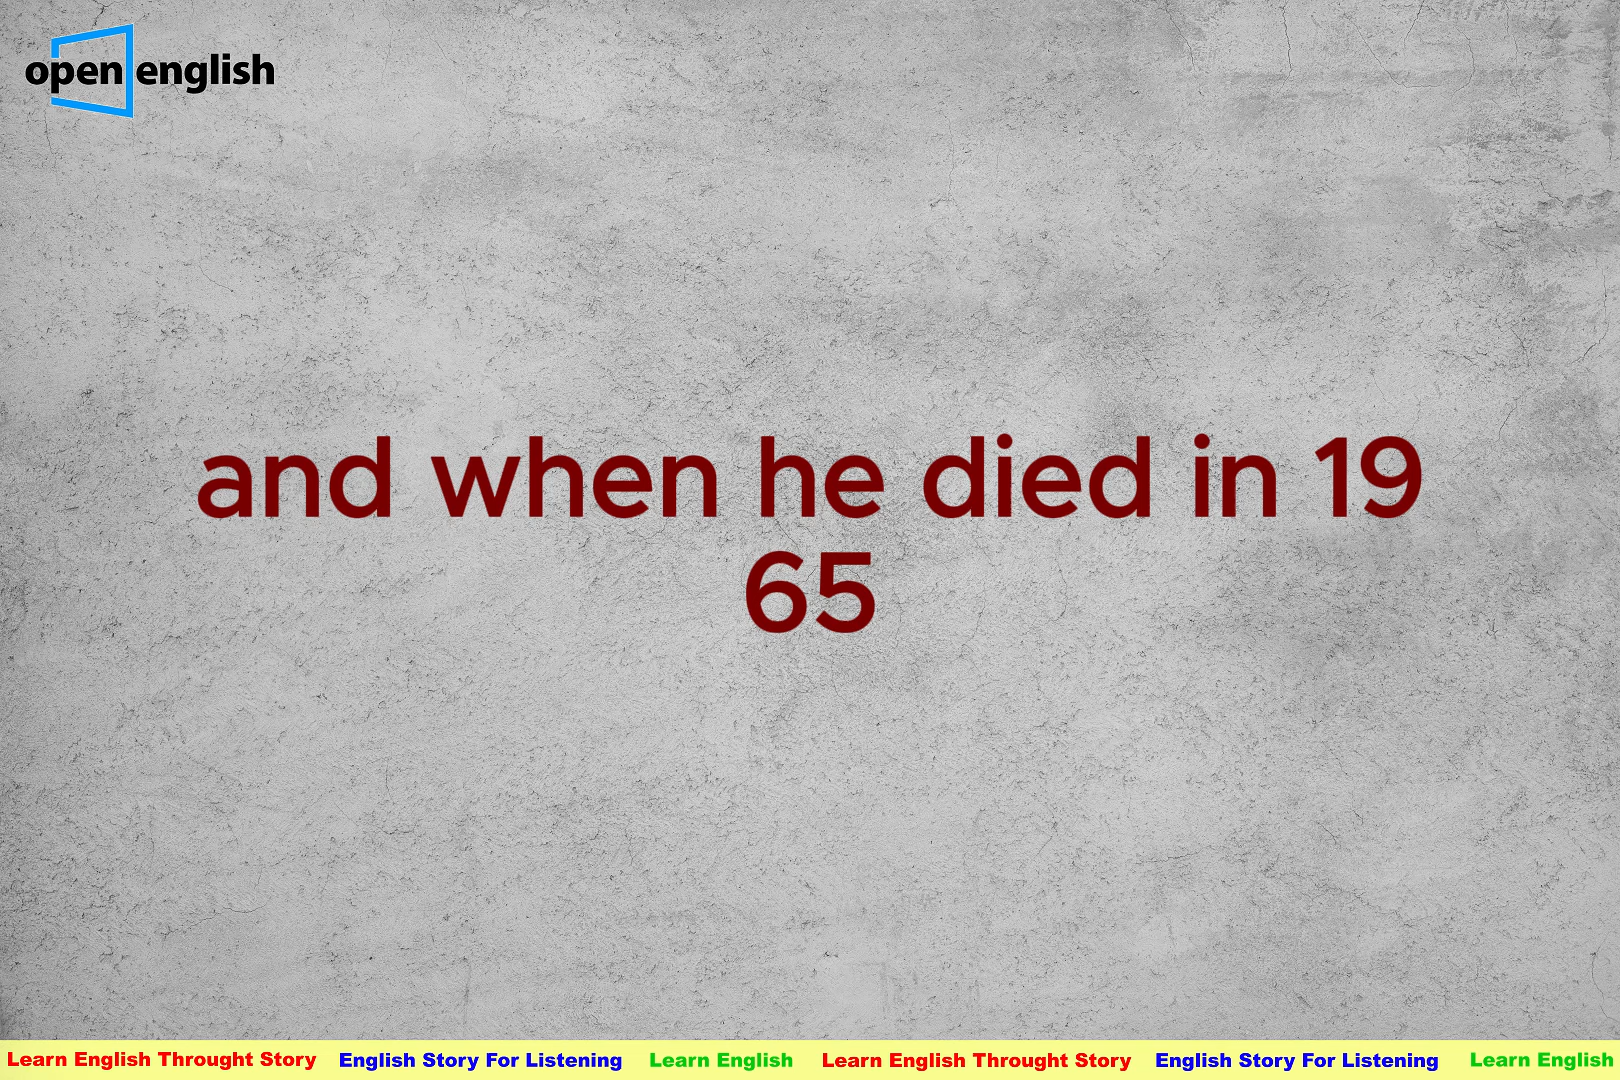 open english
and when he died in 19
65
Learn English Throught Story English Story For Listening Learn English Learn English Throught Story English Story For Listening Learn English